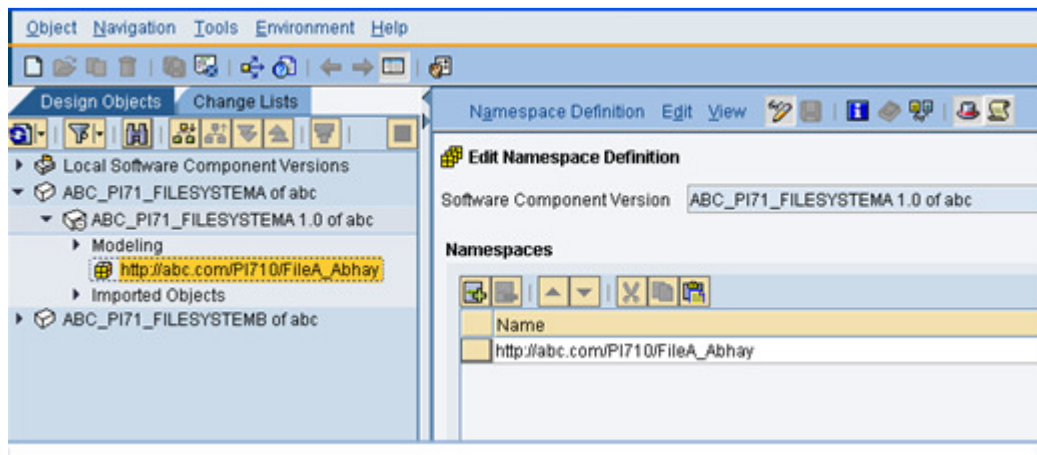 Object Navigation Tools Environment Help
Design Objects Change Lists
Local Software Component Versions
ABC_PI71_FILESYSTEMA of abc
ABC_PI71_FILESYSTEMA 1.0 of abc
Modeling
http://abc.com/PI710/FileA_Abhay
Imported Objects
ABC_PI71_FILESYSTEMB of abc
Namespace Definition Edit View
Edit Namespace Definition
Software Component Version ABC_PI71_FILESYSTEMA 1.0 of abc
Namespaces
Name
http://abc.com/PI710/FileA_Abhay